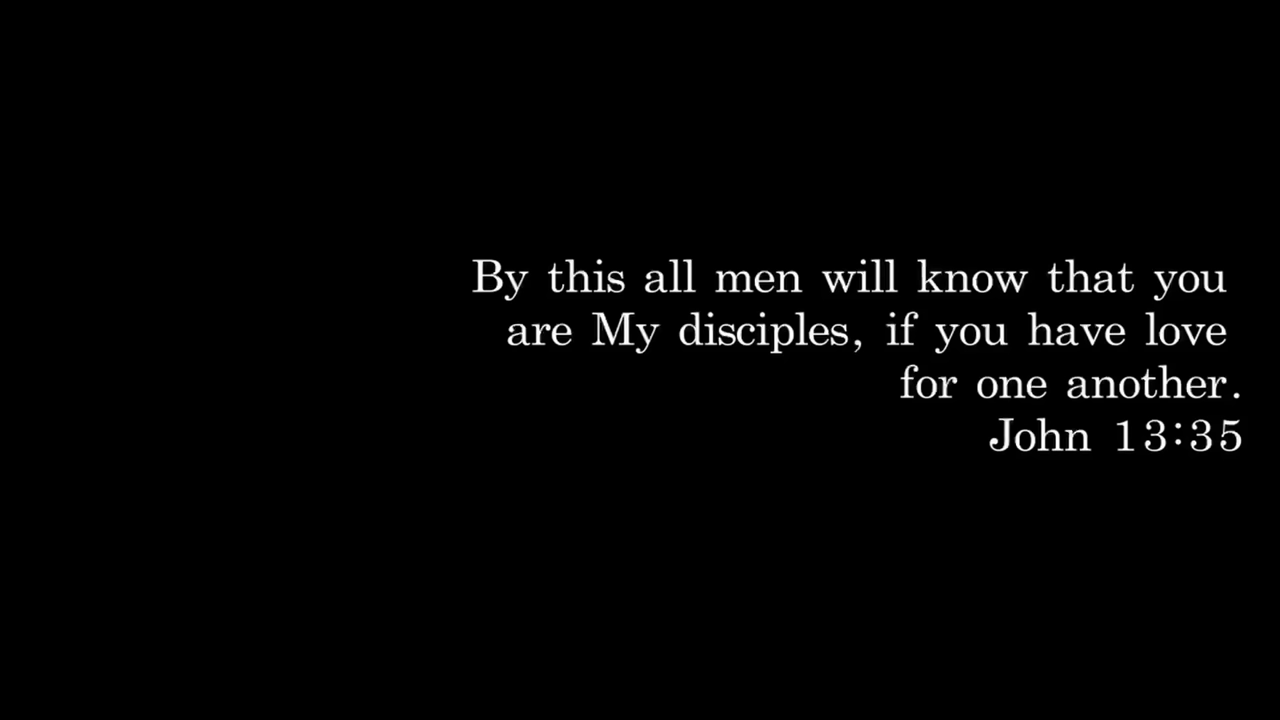 By this all men will know that you
are My disciples, if you have love
for one another.
John 13:35